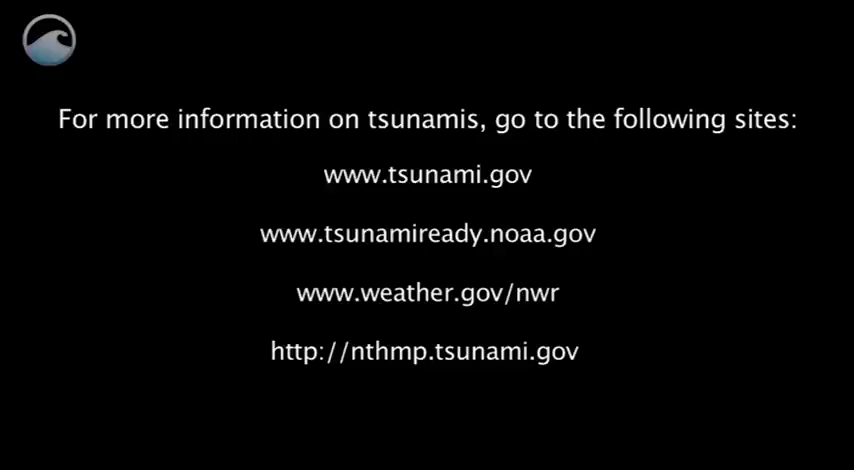 For more information on tsunamis, go to the following sites:
www.tsunami.gov
www.tsunamiready.noaa.gov
www.weather.gov/nwr
http://nthmp.tsunami.gov